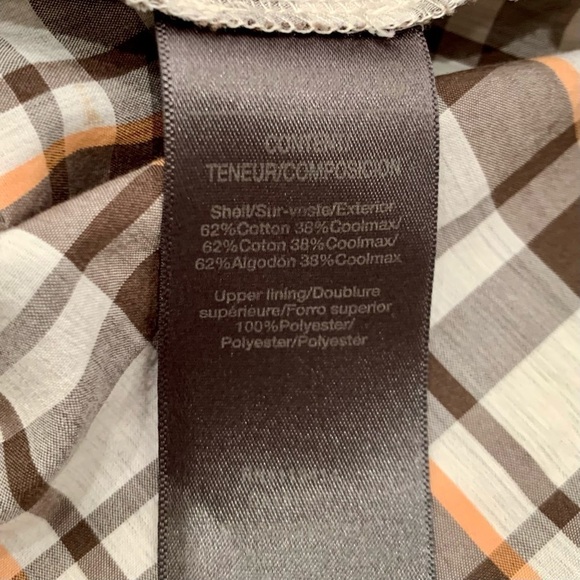 CONTENT
TENEUR/COMPOSICION
Shell/Sur-veste/Exterior
62%Cotton 38%Coolmax/
62%Coton 38%Coolmax/
62%Algodón 38%Coolmax
Upper lining/Doublure
supérieure/Forro superior
100%Polyester/
Polyester/Polyester